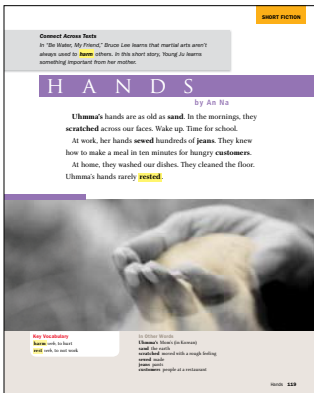 SHORT FICTION
Connect Across Texts
In "Be Water, My Friend," Bruce Lee learns that martial arts aren't
always used to harm others. In this short story, Young Ju learns
something important from her mother.
HANDS
by An Na
Uhmma's hands are as old as sand. In the mornings, they
scratched across our faces. Wake up. Time for school.
At work, her hands sewed hundreds of jeans. They knew
how to make a meal in ten minutes for hungry customers.
At home, they washed our dishes. They cleaned the floor.
Uhmma's hands rarely rested.
Key Vocabulary
harm verb, to hurt
rest verb, to not work
In Other Words
Uhmma's Mom's (in Korean)
sand the earth
scratched moved with a rough feeling
sewed made
jeans pants
customers people at a restaurant
Hands 119